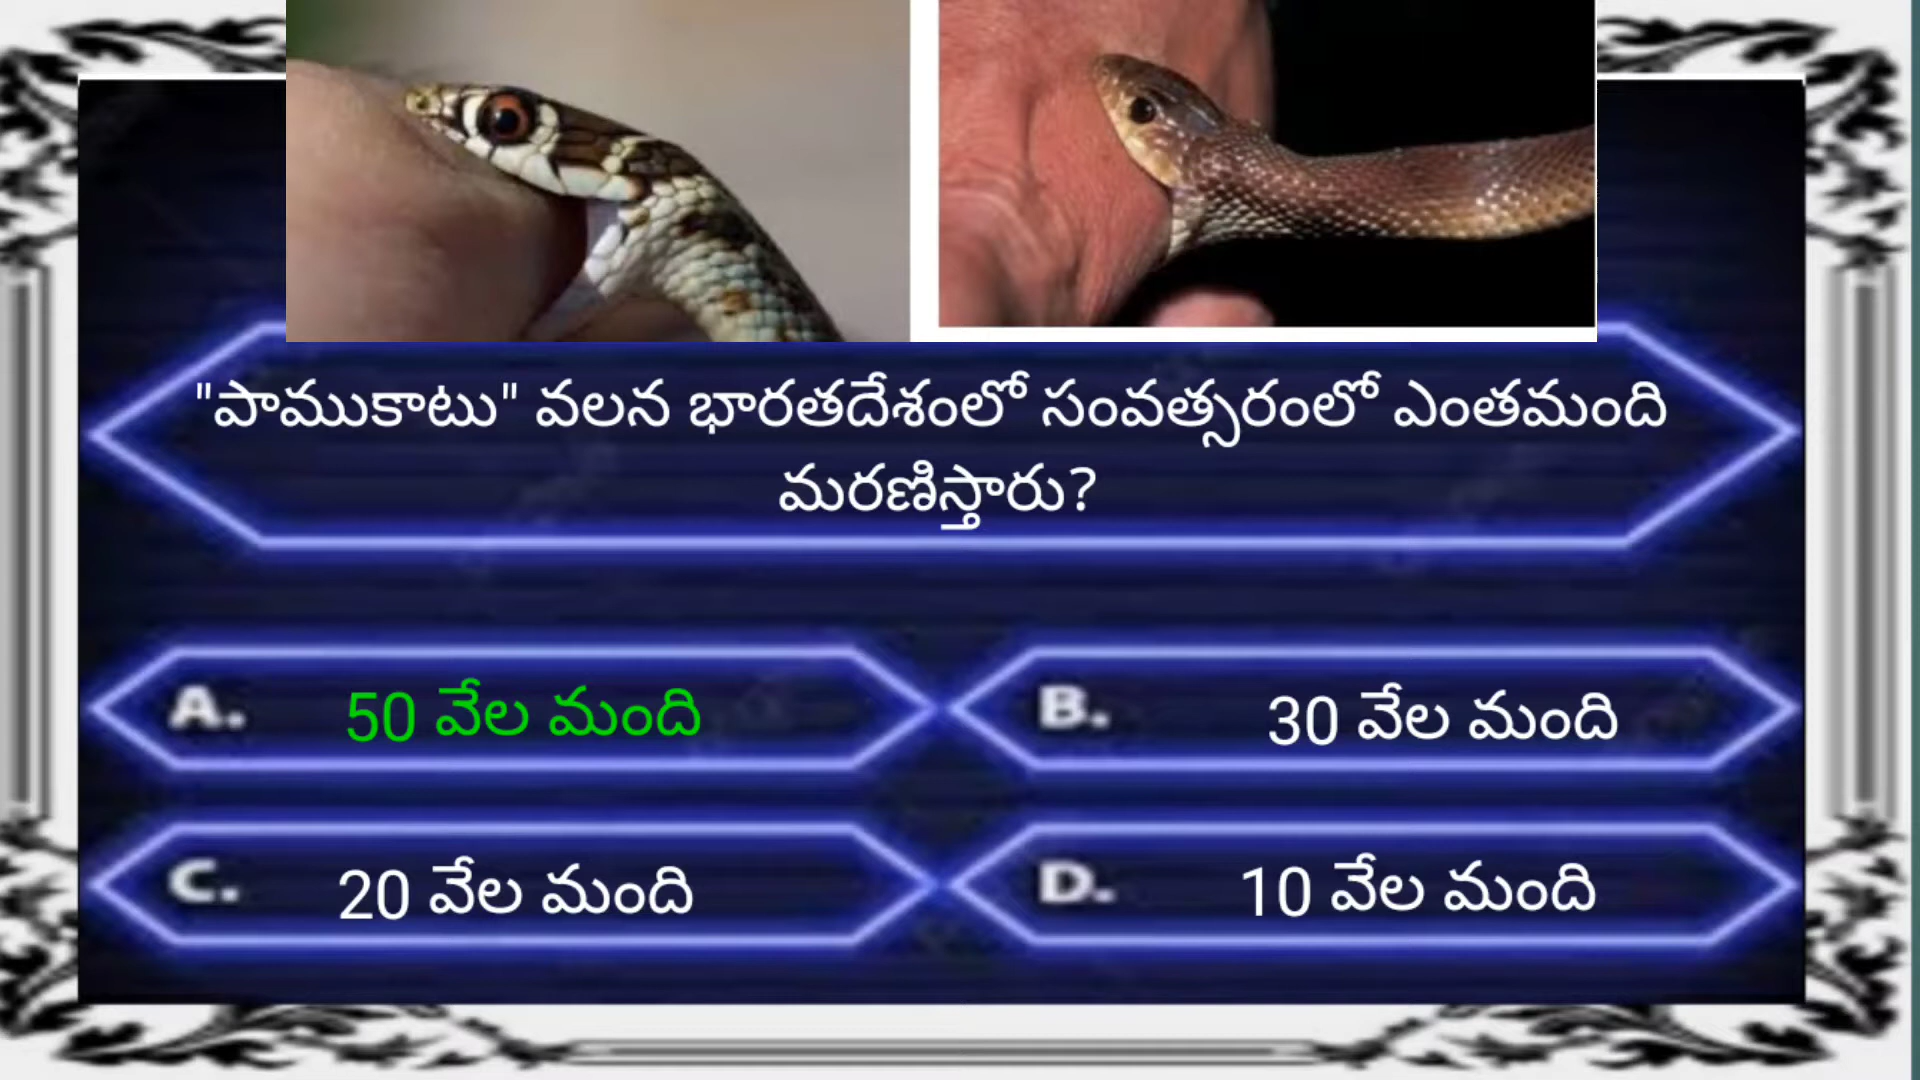 "పాముకాటు" వలన భారతదేశంలో సంవత్సరంలో ఎంతమంది
మరణిస్తారు?
A. 50 వేల మంది
B. 30 వేల మంది
C. 20 వేల మంది
D. 10 వేల మంది